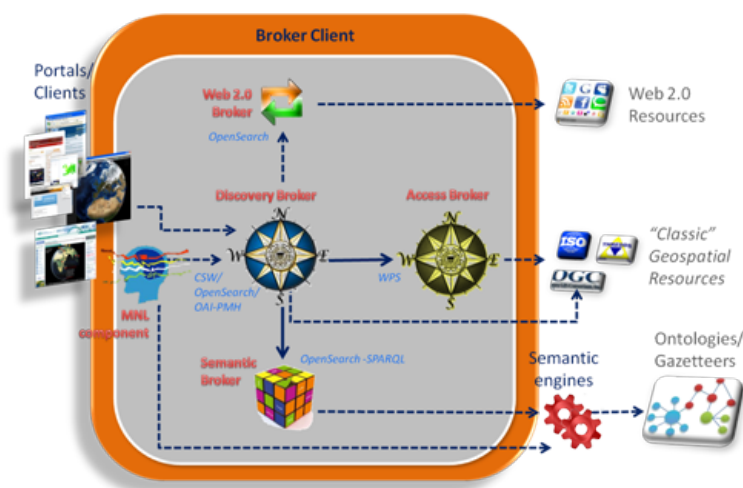 Broker Client
Portals/
Clients
Web 2.0
Broker
OpenSearch
Web 2.0
Resources
Discovery Broker
Access Broker
N
W
E
S
N
W
E
S
CSW/
OpenSearch/
OAI-PMH
WPS
ISO
OGC
“Classic”
Geospatial
Resources
MNL
component
Semantic
Broker
OpenSearch -SPARQL
Semantic
engines
Ontologies/
Gazetteers